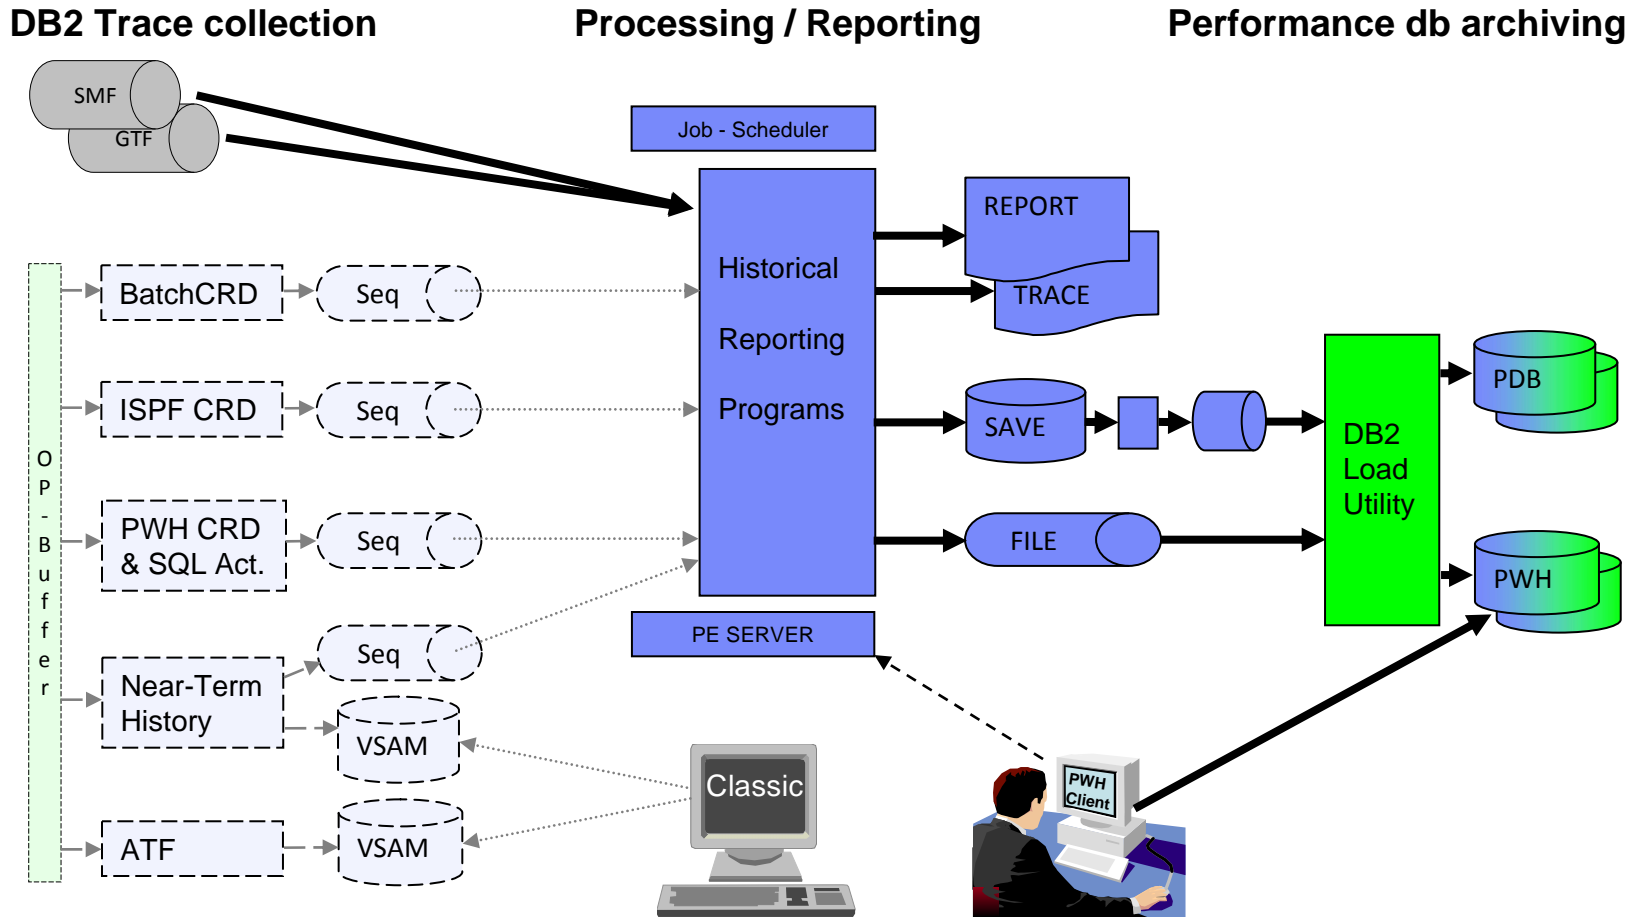 DB2 Trace collection
Processing / Reporting
Performance db archiving
SMF
GTF
Job - Scheduler
REPORT
TRACE
Historical
Reporting
Programs
BatchCRD
Seq
ISPF CRD
Seq
SAVE
DB2
Load
Utility
PDB
OP-Buffer
PWH CRD
& SQL Act.
Seq
FILE
PWH
PE SERVER
Near-Term
History
Seq
VSAM
Classic
PWH
Client
ATF
VSAM